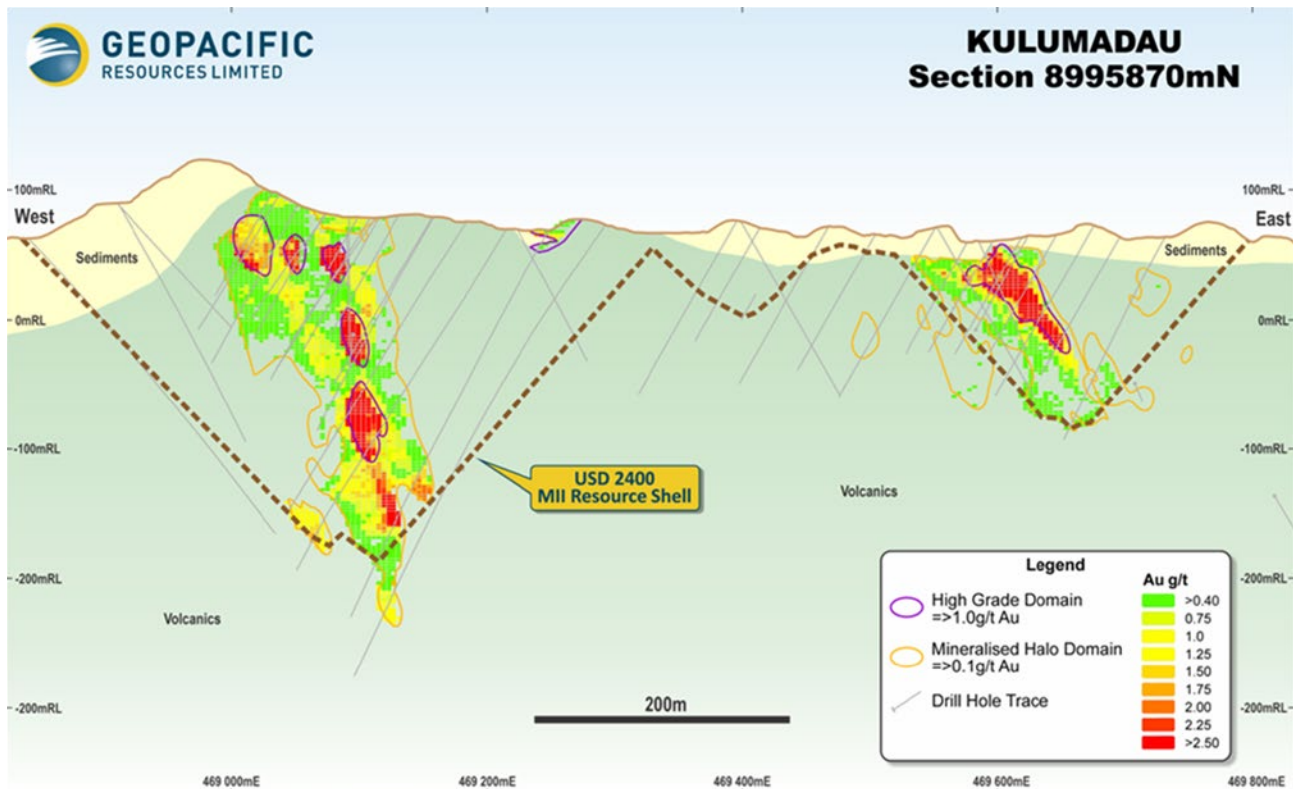 GEOPACIFIC
RESOURCES LIMITED
KULUMADAU
Section 8995870mN
100mRL
100mRL
West
East
Sediments
Sediments
0mRL
0mRL
-100mRL
-100mRL
USD 2400
MII Resource Shell
Volcanics
-200mRL
-200mRL
Volcanics
-200mRL
-200mRL
200m
Legend
High Grade Domain
=>1.0g/t Au
Mineralised Halo Domain
=>0.1g/t Au
Drill Hole Trace
Au g/t
>0.40
0.75
1.0
1.25
1.50
1.75
2.00
2.25
>2.50
469 000mE
469 200mE
469 400mE
469 600mE
469 800mE